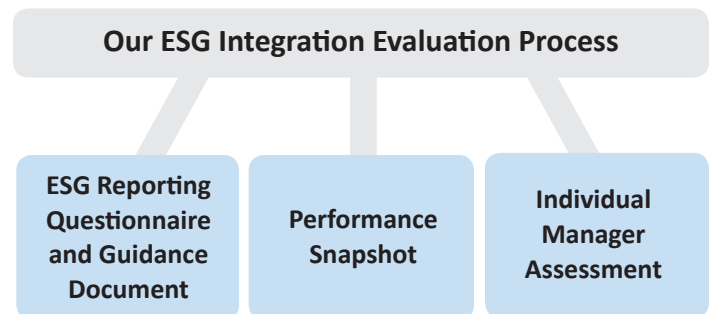 Our ESG Integration Evaluation Process
ESG Reporting
Questionnaire
and Guidance
Document
Performance
Snapshot
Individual
Manager
Assessment